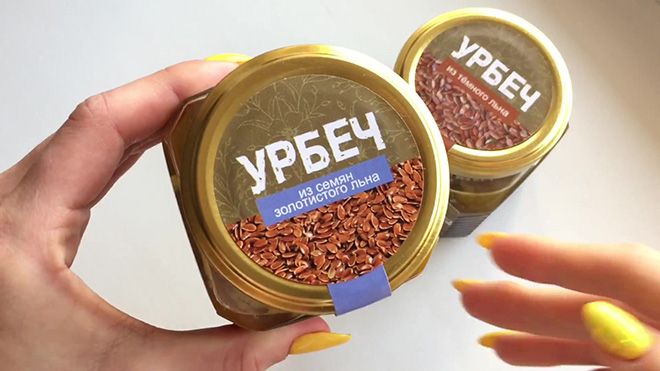 УРБЕЧ
из семян
золотистого льна
УРБЕЧ
из тёмного льна